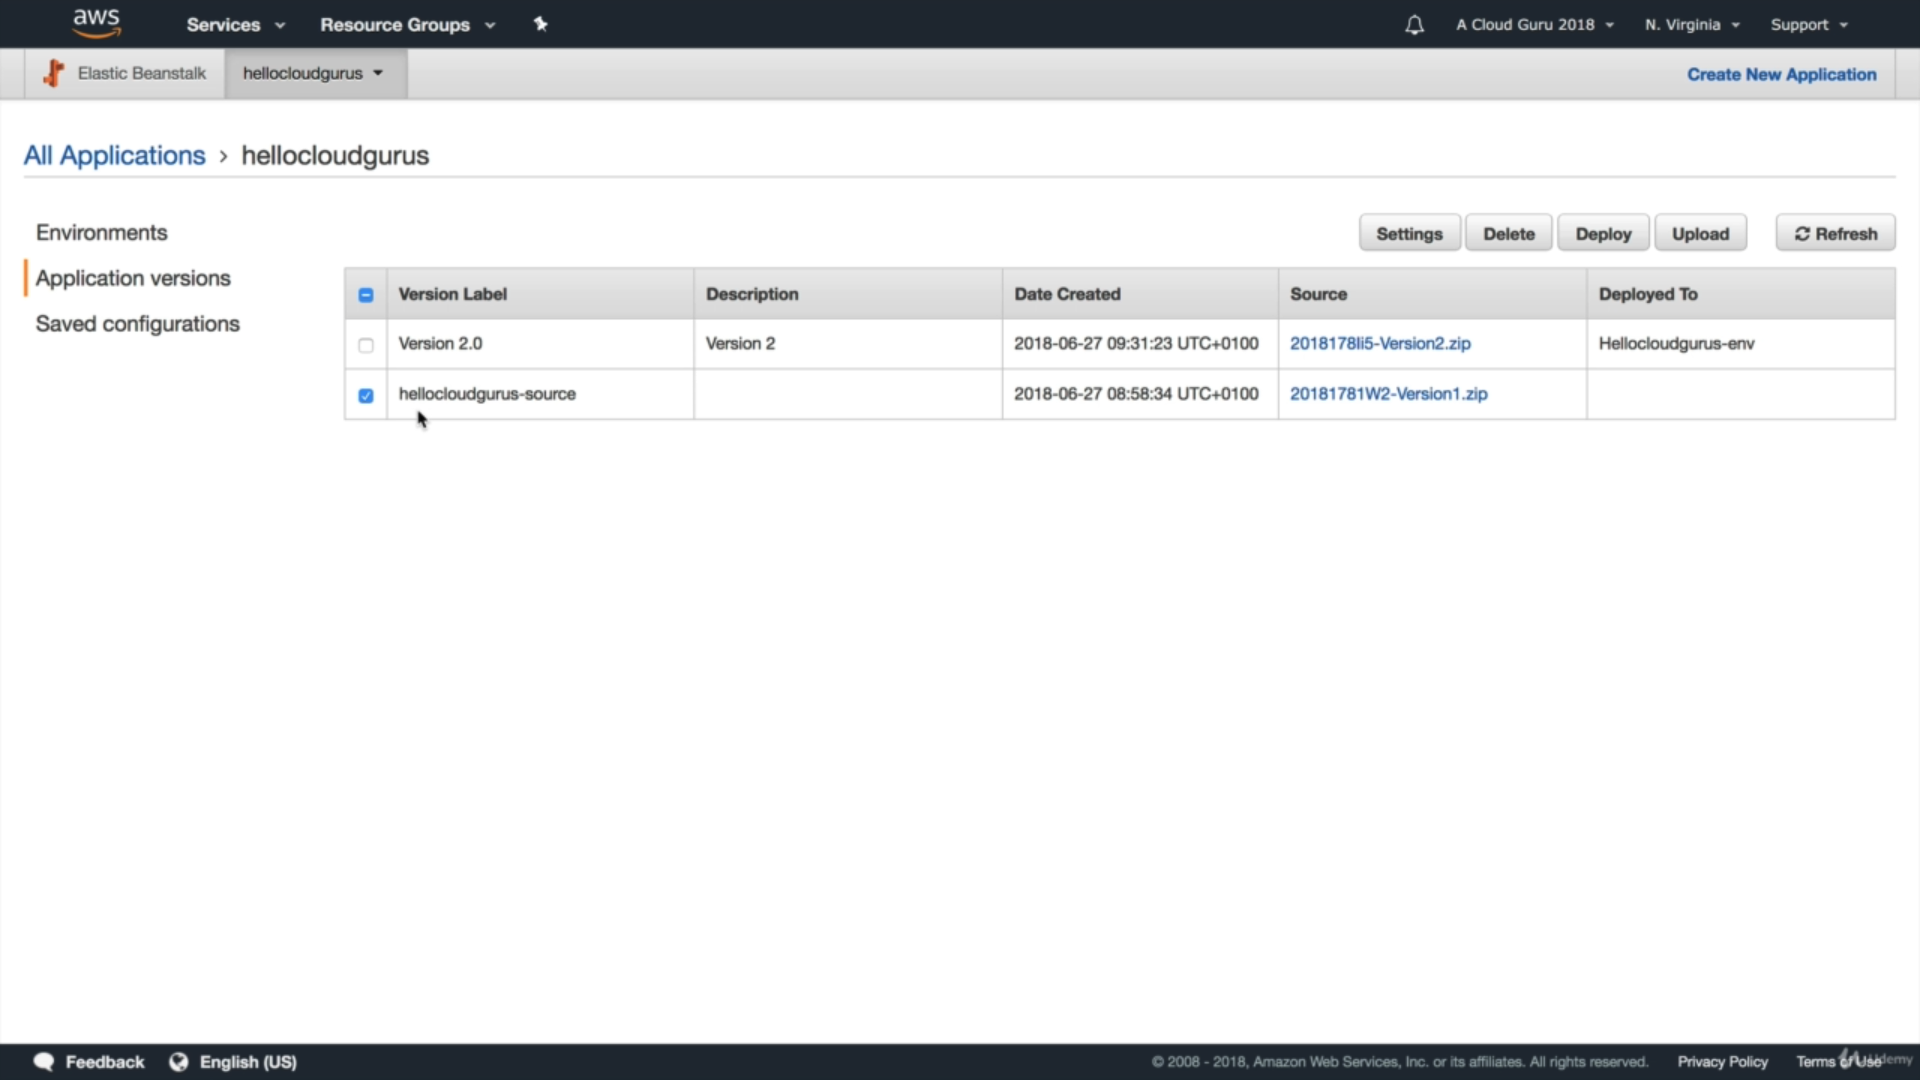 aws Services Resource Groups A Cloud Guru 2018 N. Virginia Support
Elastic Beanstalk hellocloudgurus Create New Application
All Applications › hellocloudgurus
Environments
Application versions
Saved configurations
Settings Delete Deploy Upload Refresh
Version Label Description Date Created Source Deployed To
Version 2.0 Version 2 2018-06-27 09:31:23 UTC+0100 2018178Ii5-Version2.zip Hellocloudgurus-env
hellocloudgurus-source 2018-06-27 08:58:34 UTC+0100 20181781W2-Version1.zip
Feedback English (US) © 2008 - 2018, Amazon Web Services, Inc. or its affiliates. All rights reserved. Privacy Policy Terms of Use
Udemy